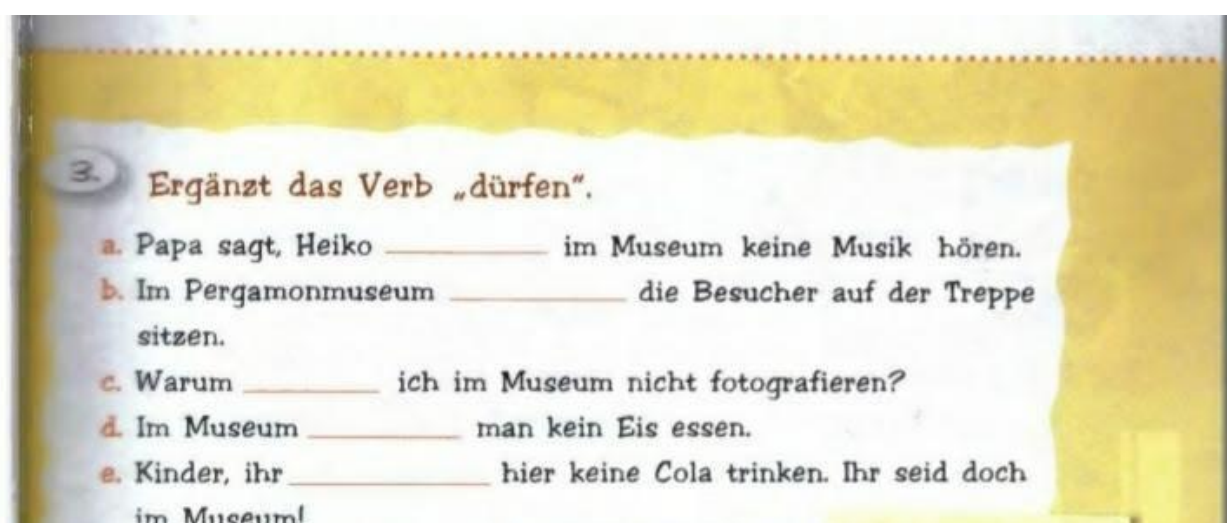 3.
Ergänzt das Verb „dürfen“.
a. Papa sagt, Heiko __________ im Museum keine Musik hören.
b. Im Pergamonmuseum __________ die Besucher auf der Treppe
sitzen.
c. Warum ________ ich im Museum nicht fotografieren?
d. Im Museum _________ man kein Eis essen.
e. Kinder, ihr ____________ hier keine Cola trinken. Ihr seid doch
im Museum!